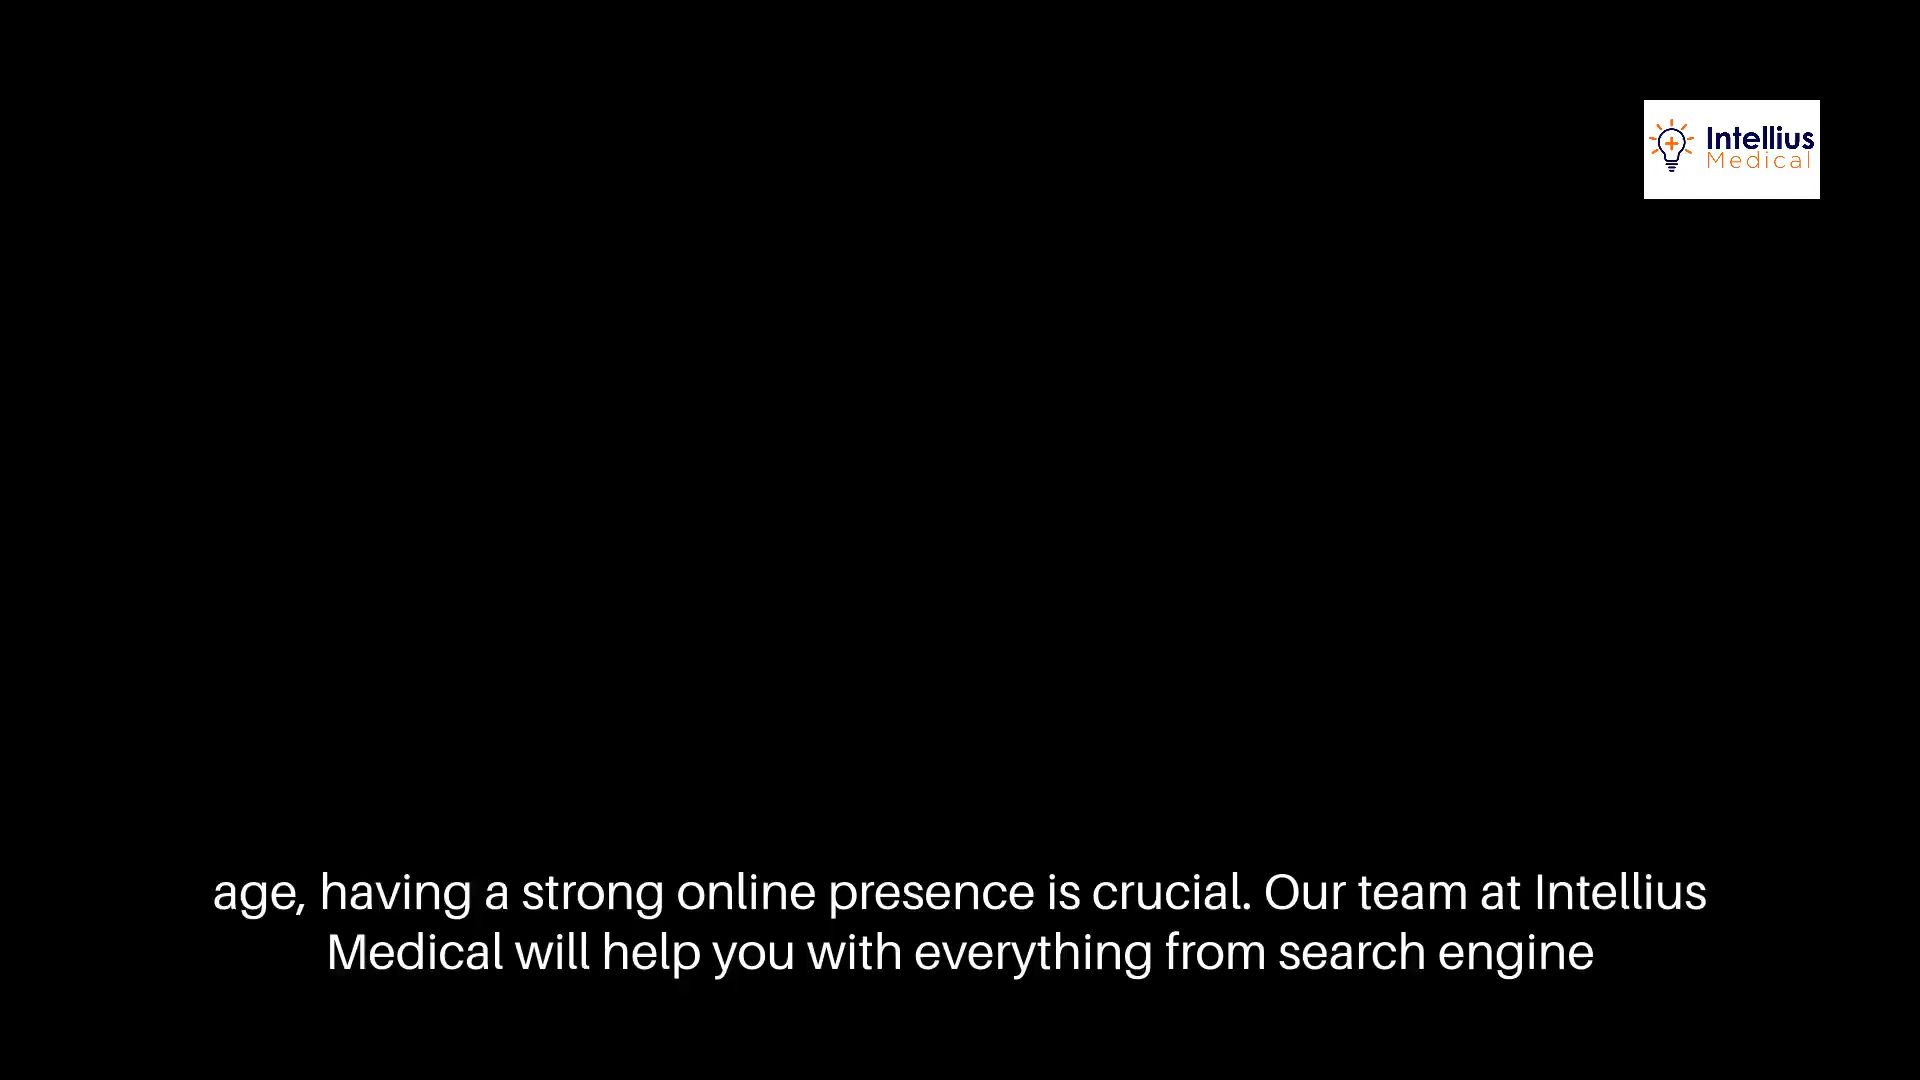 Intellius
Medical
age, having a strong online presence is crucial. Our team at Intellius
Medical will help you with everything from search engine